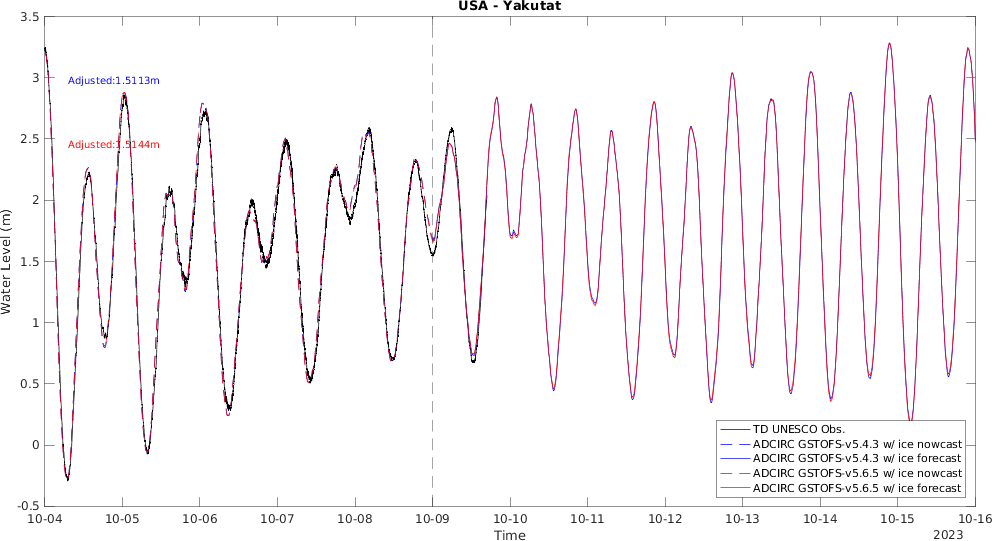 USA - Yakutat
3.5
3
2.5
2
1.5
1
0.5
0
-0.5
Water Level (m)
Adjusted:1.5113m
Adjusted:1.5144m
TD UNESCO Obs.
ADCIRC GSTOFS-v5.4.3 w/ ice nowcast
ADCIRC GSTOFS-v5.4.3 w/ ice forecast
ADCIRC GSTOFS-v5.6.5 w/ ice nowcast
ADCIRC GSTOFS-v5.6.5 w/ ice forecast
10-04 10-05 10-06 10-07 10-08 10-09 10-10 10-11 10-12 10-13 10-14 10-15 10-16
Time
2023